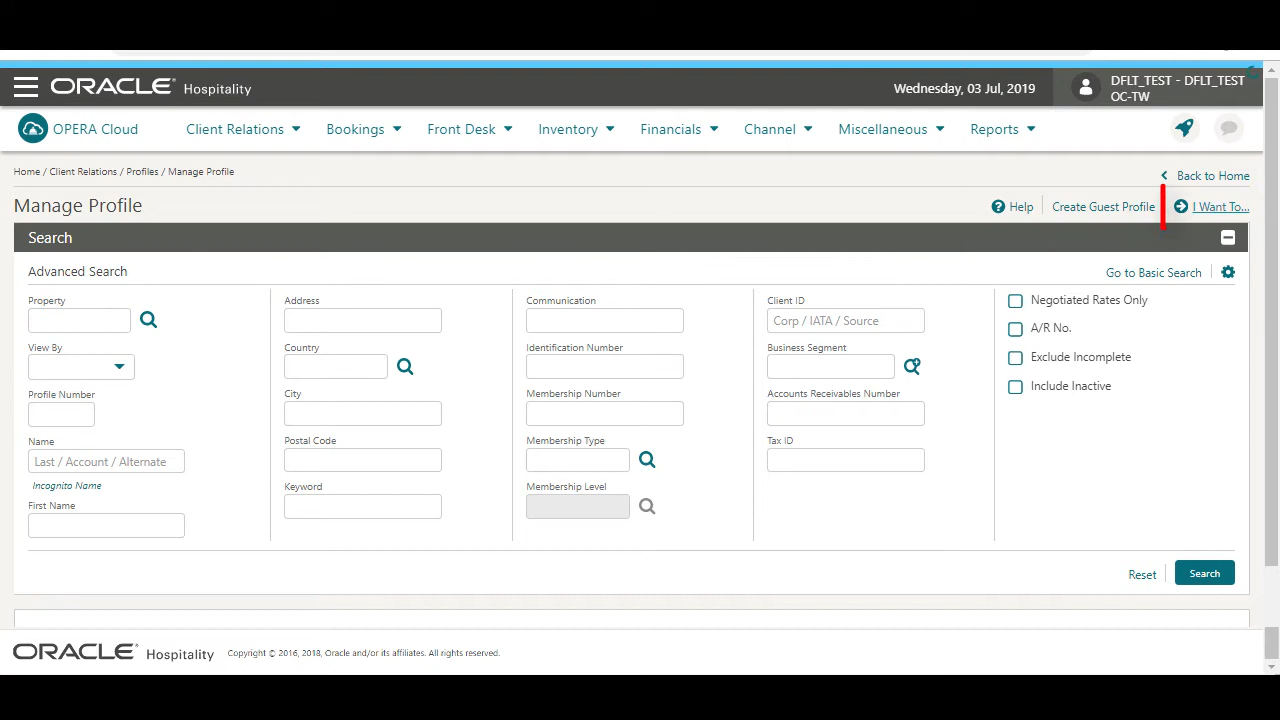 ORACLE Hospitality
Wednesday, 03 Jul, 2019
DFLT_TEST - DFLT_TEST
OC-TW
OPERA Cloud
Client Relations
Bookings
Front Desk
Inventory
Financials
Channel
Miscellaneous
Reports
Home / Client Relations / Profiles / Manage Profile
Back to Home
Manage Profile
Help
Create Guest Profile
I Want To...
Search
Advanced Search
Go to Basic Search
Property
View By
Profile Number
Name
Last / Account / Alternate
Incognito Name
First Name
Address
Country
City
Postal Code
Keyword
Communication
Identification Number
Membership Number
Membership Type
Membership Level
Client ID
Corp / IATA / Source
Business Segment
Accounts Receivables Number
Tax ID
Negotiated Rates Only
A/R No.
Exclude Incomplete
Include Inactive
Reset
Search
ORACLE Hospitality
Copyright © 2016, 2018, Oracle and/or its affiliates. All rights reserved.